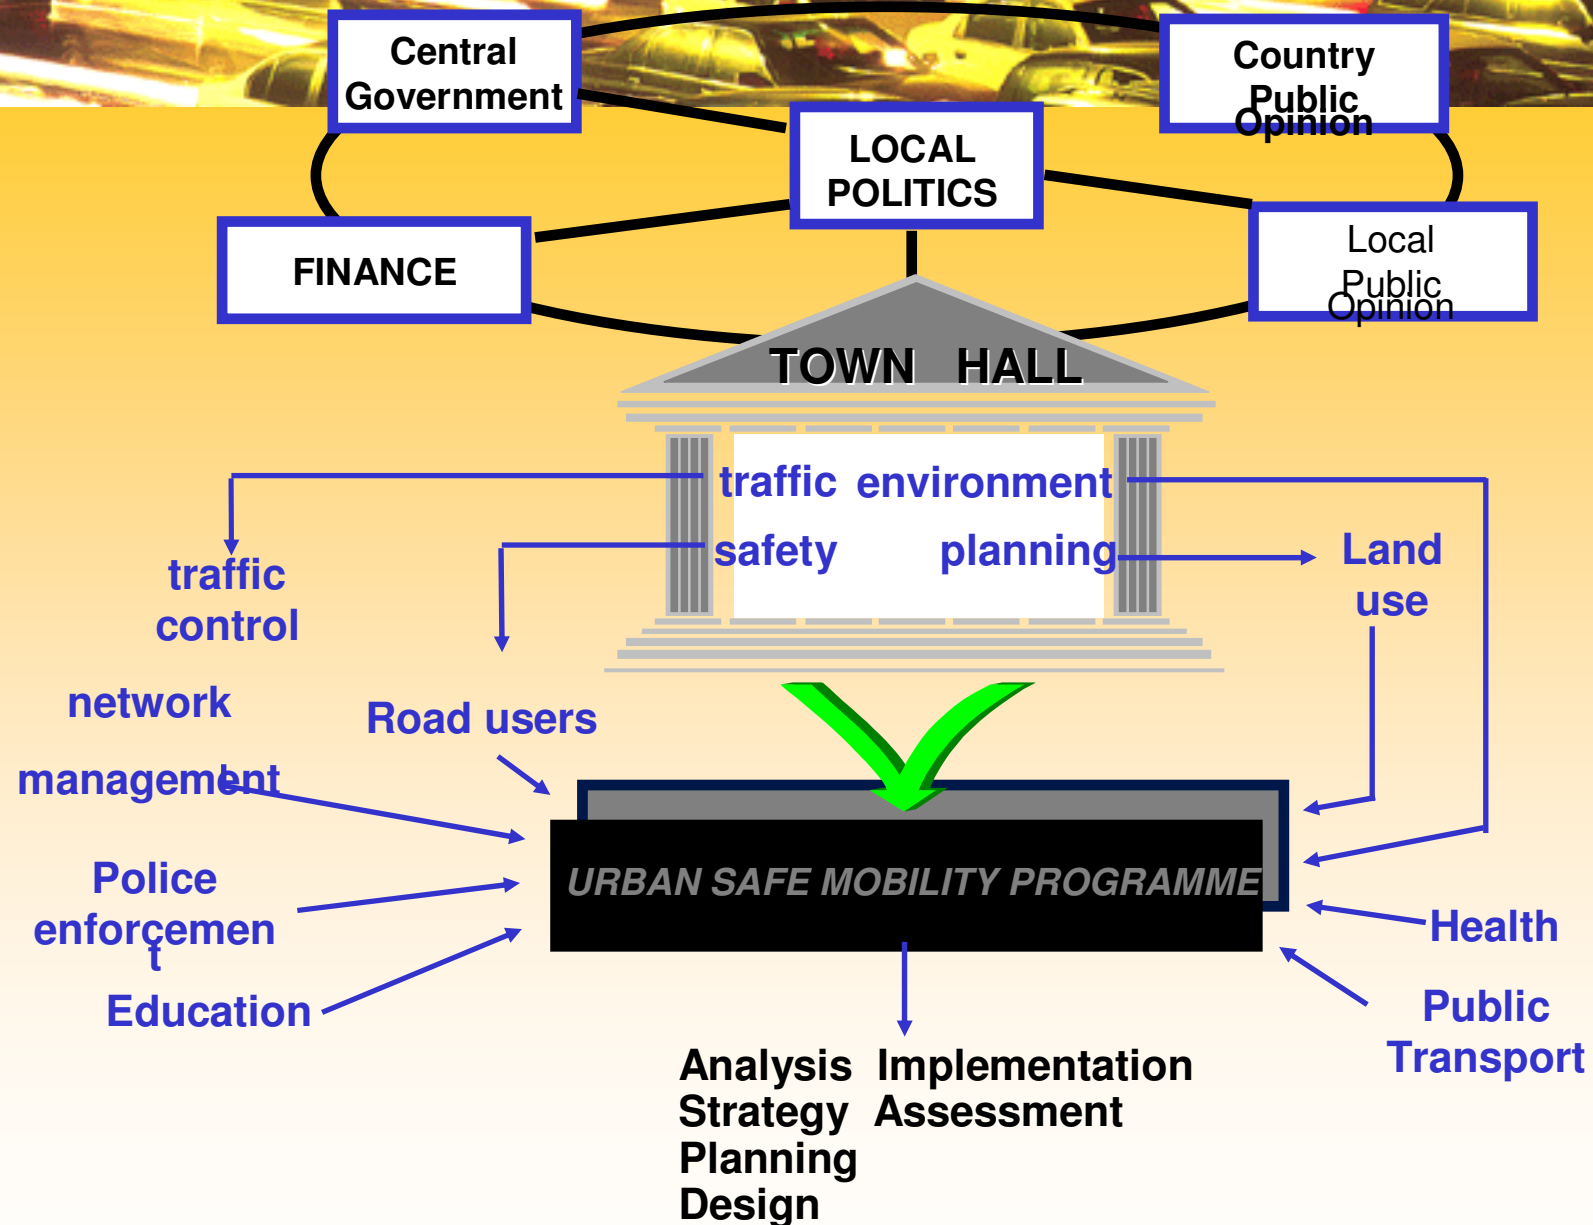 Central
Government
Country
Public
Opinion
LOCAL
POLITICS
FINANCE
Local
Public
Opinion
TOWN HALL
traffic environment
safety planning
traffic
control
Land
use
network
management
Road users
URBAN SAFE MOBILITY PROGRAMME
Police
enforcemen
t
Education
Health
Public
Transport
Analysis Implementation
Strategy Assessment
Planning
Design